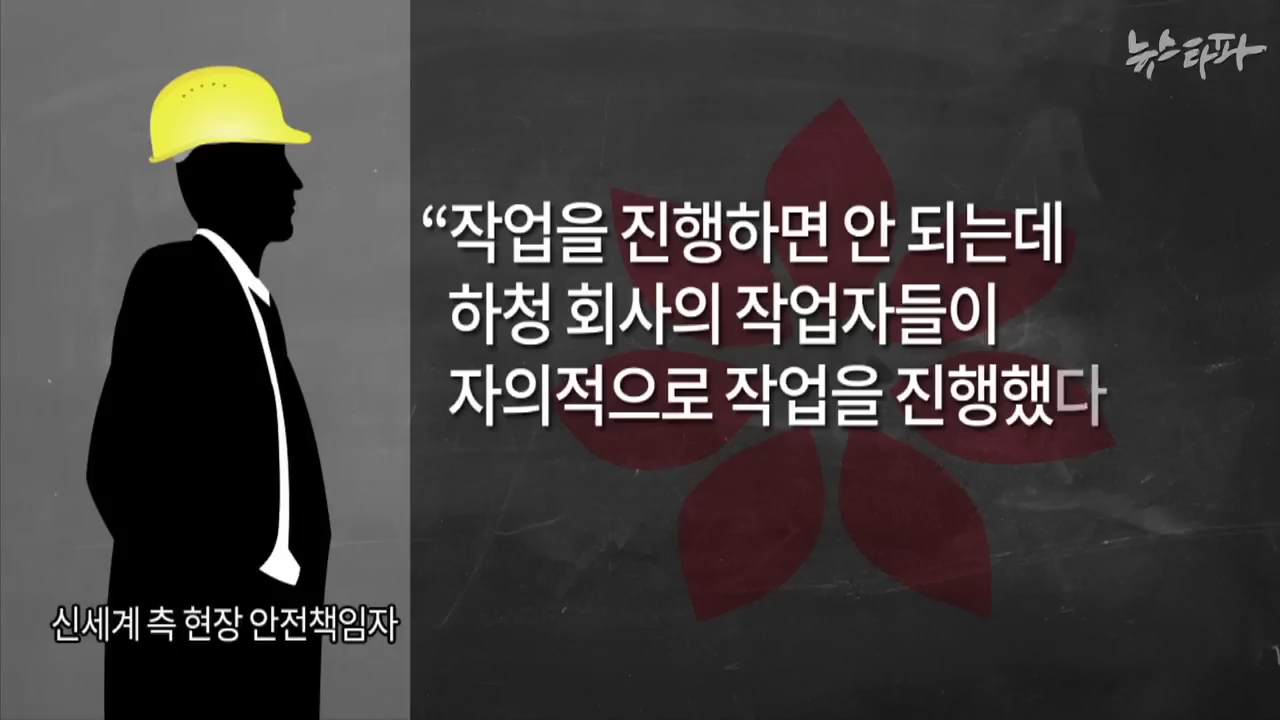 뉴스타파
“작업을 진행하면 안 되는데
하청 회사의 작업자들이
자의적으로 작업을 진행했다
신세계 측 현장 안전책임자